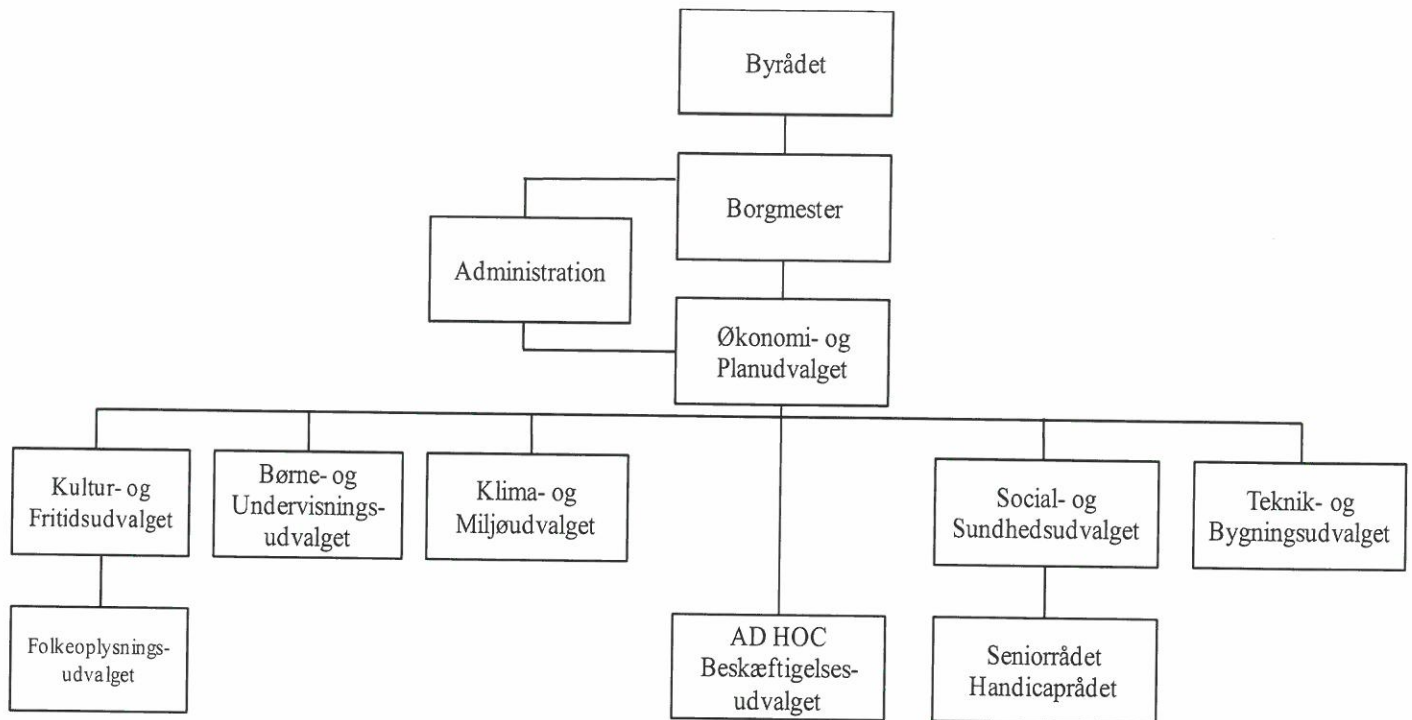 Byrådet
Borgmester
Administration
Økonomi- og
Planudvalget
Kultur- og
Fritidsudvalget
Børne- og
Undervisnings-
udvalget
Klima- og
Miljøudvalget
Social- og
Sundhedsudvalget
Teknik- og
Bygningsudvalget
Folkeoplysnings-
udvalget
AD HOC
Beskæftigelses-
udvalget
Seniorrådet
Handicaprådet